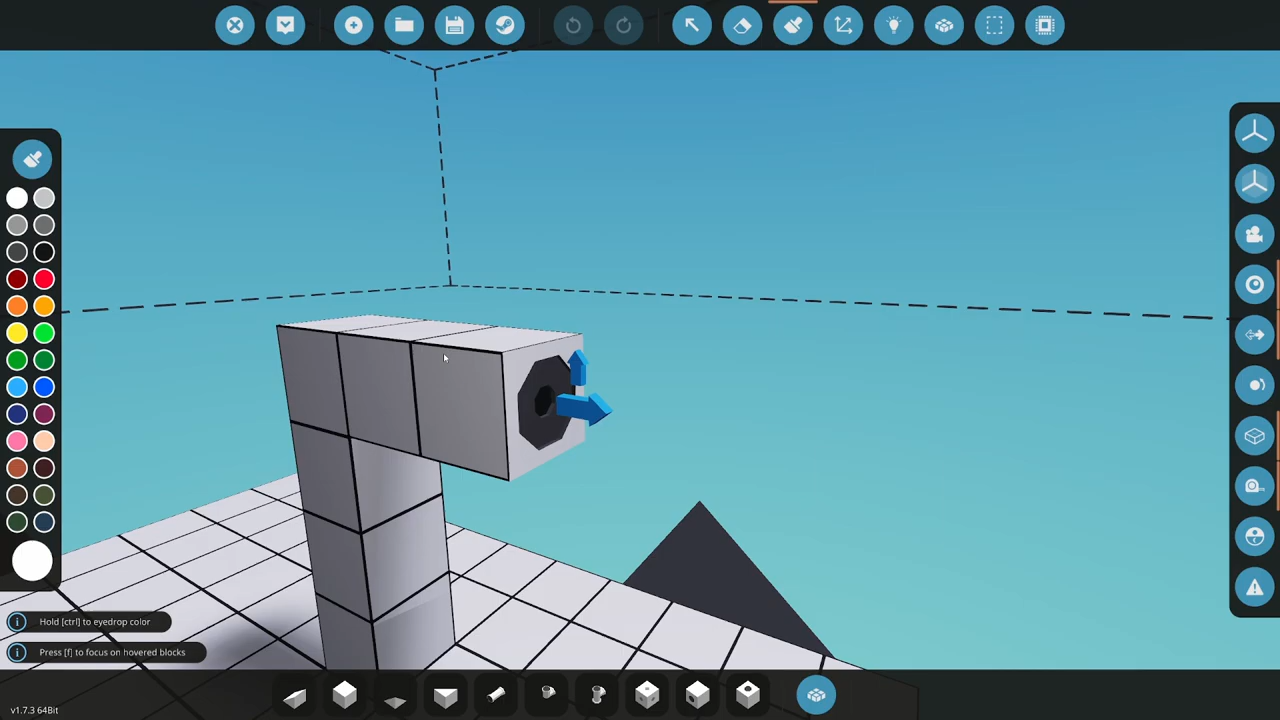 Hold [ctrl] to eyedrop color
Press [f] to focus on hovered blocks
v1.7.3 64Bit